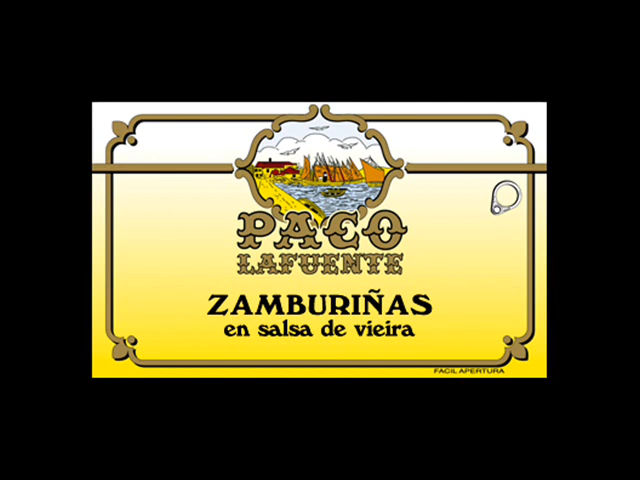 PACO
LAFUENTE
ZAMBURIÑAS
en salsa de vieira
FACIL APERTURA